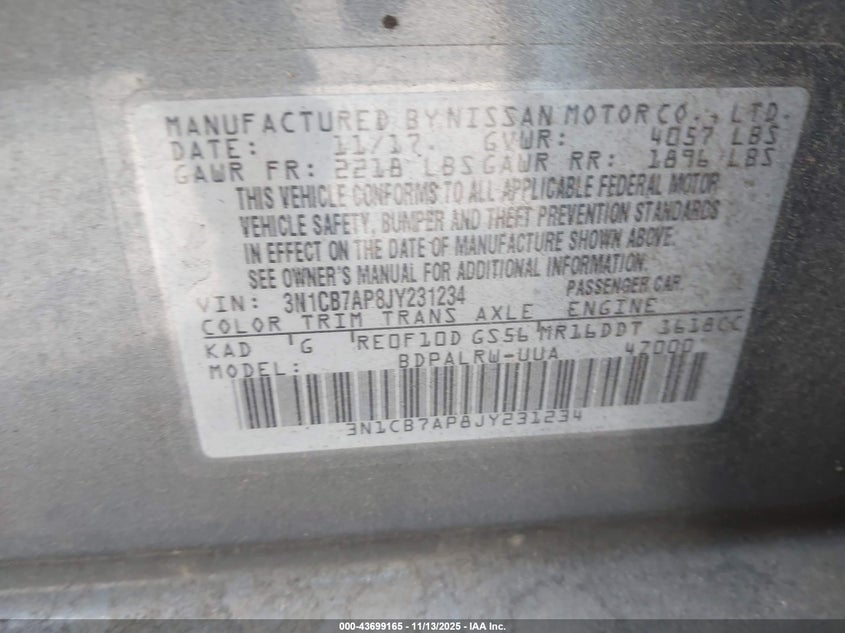 MANUFACTURED BY NISSAN MOTOR CO., LTD.
DATE: 11/17 GVWR: 4057 LBS
GAWR FR: 2218 LBS GAWR RR: 1896 LBS
THIS VEHICLE CONFORMS TO ALL APPLICABLE FEDERAL MOTOR
VEHICLE SAFETY, BUMPER AND THEFT PREVENTION STANDARDS
IN EFFECT ON THE DATE OF MANUFACTURE SHOWN ABOVE.
SEE OWNER'S MANUAL FOR ADDITIONAL INFORMATION.
VIN: 3N1CB7AP8JY231234 PASSENGER CAR
COLOR TRIM TRANS AXLE ENGINE
KAD G RE0F10D GS56 MR16DDT 1618CC
MODEL: BDPALRW-UUA 47000
3N1CB7AP8JY231234
000-43699165 - 11/13/2025 - IAA Inc.